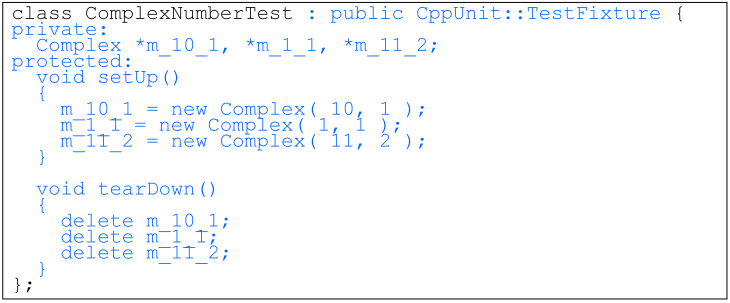 class ComplexNumberTest : public CppUnit::TestFixture {
private:
  Complex *m_10_1, *m_1_1, *m_11_2;
protected:
  void setUp()
  {
    m_10_1 = new Complex( 10, 1 );
    m_1_1 = new Complex( 1, 1 );
    m_11_2 = new Complex( 11, 2 );
  }

  void tearDown()
  {
    delete m_10_1;
    delete m_1_1;
    delete m_11_2;
  }
};